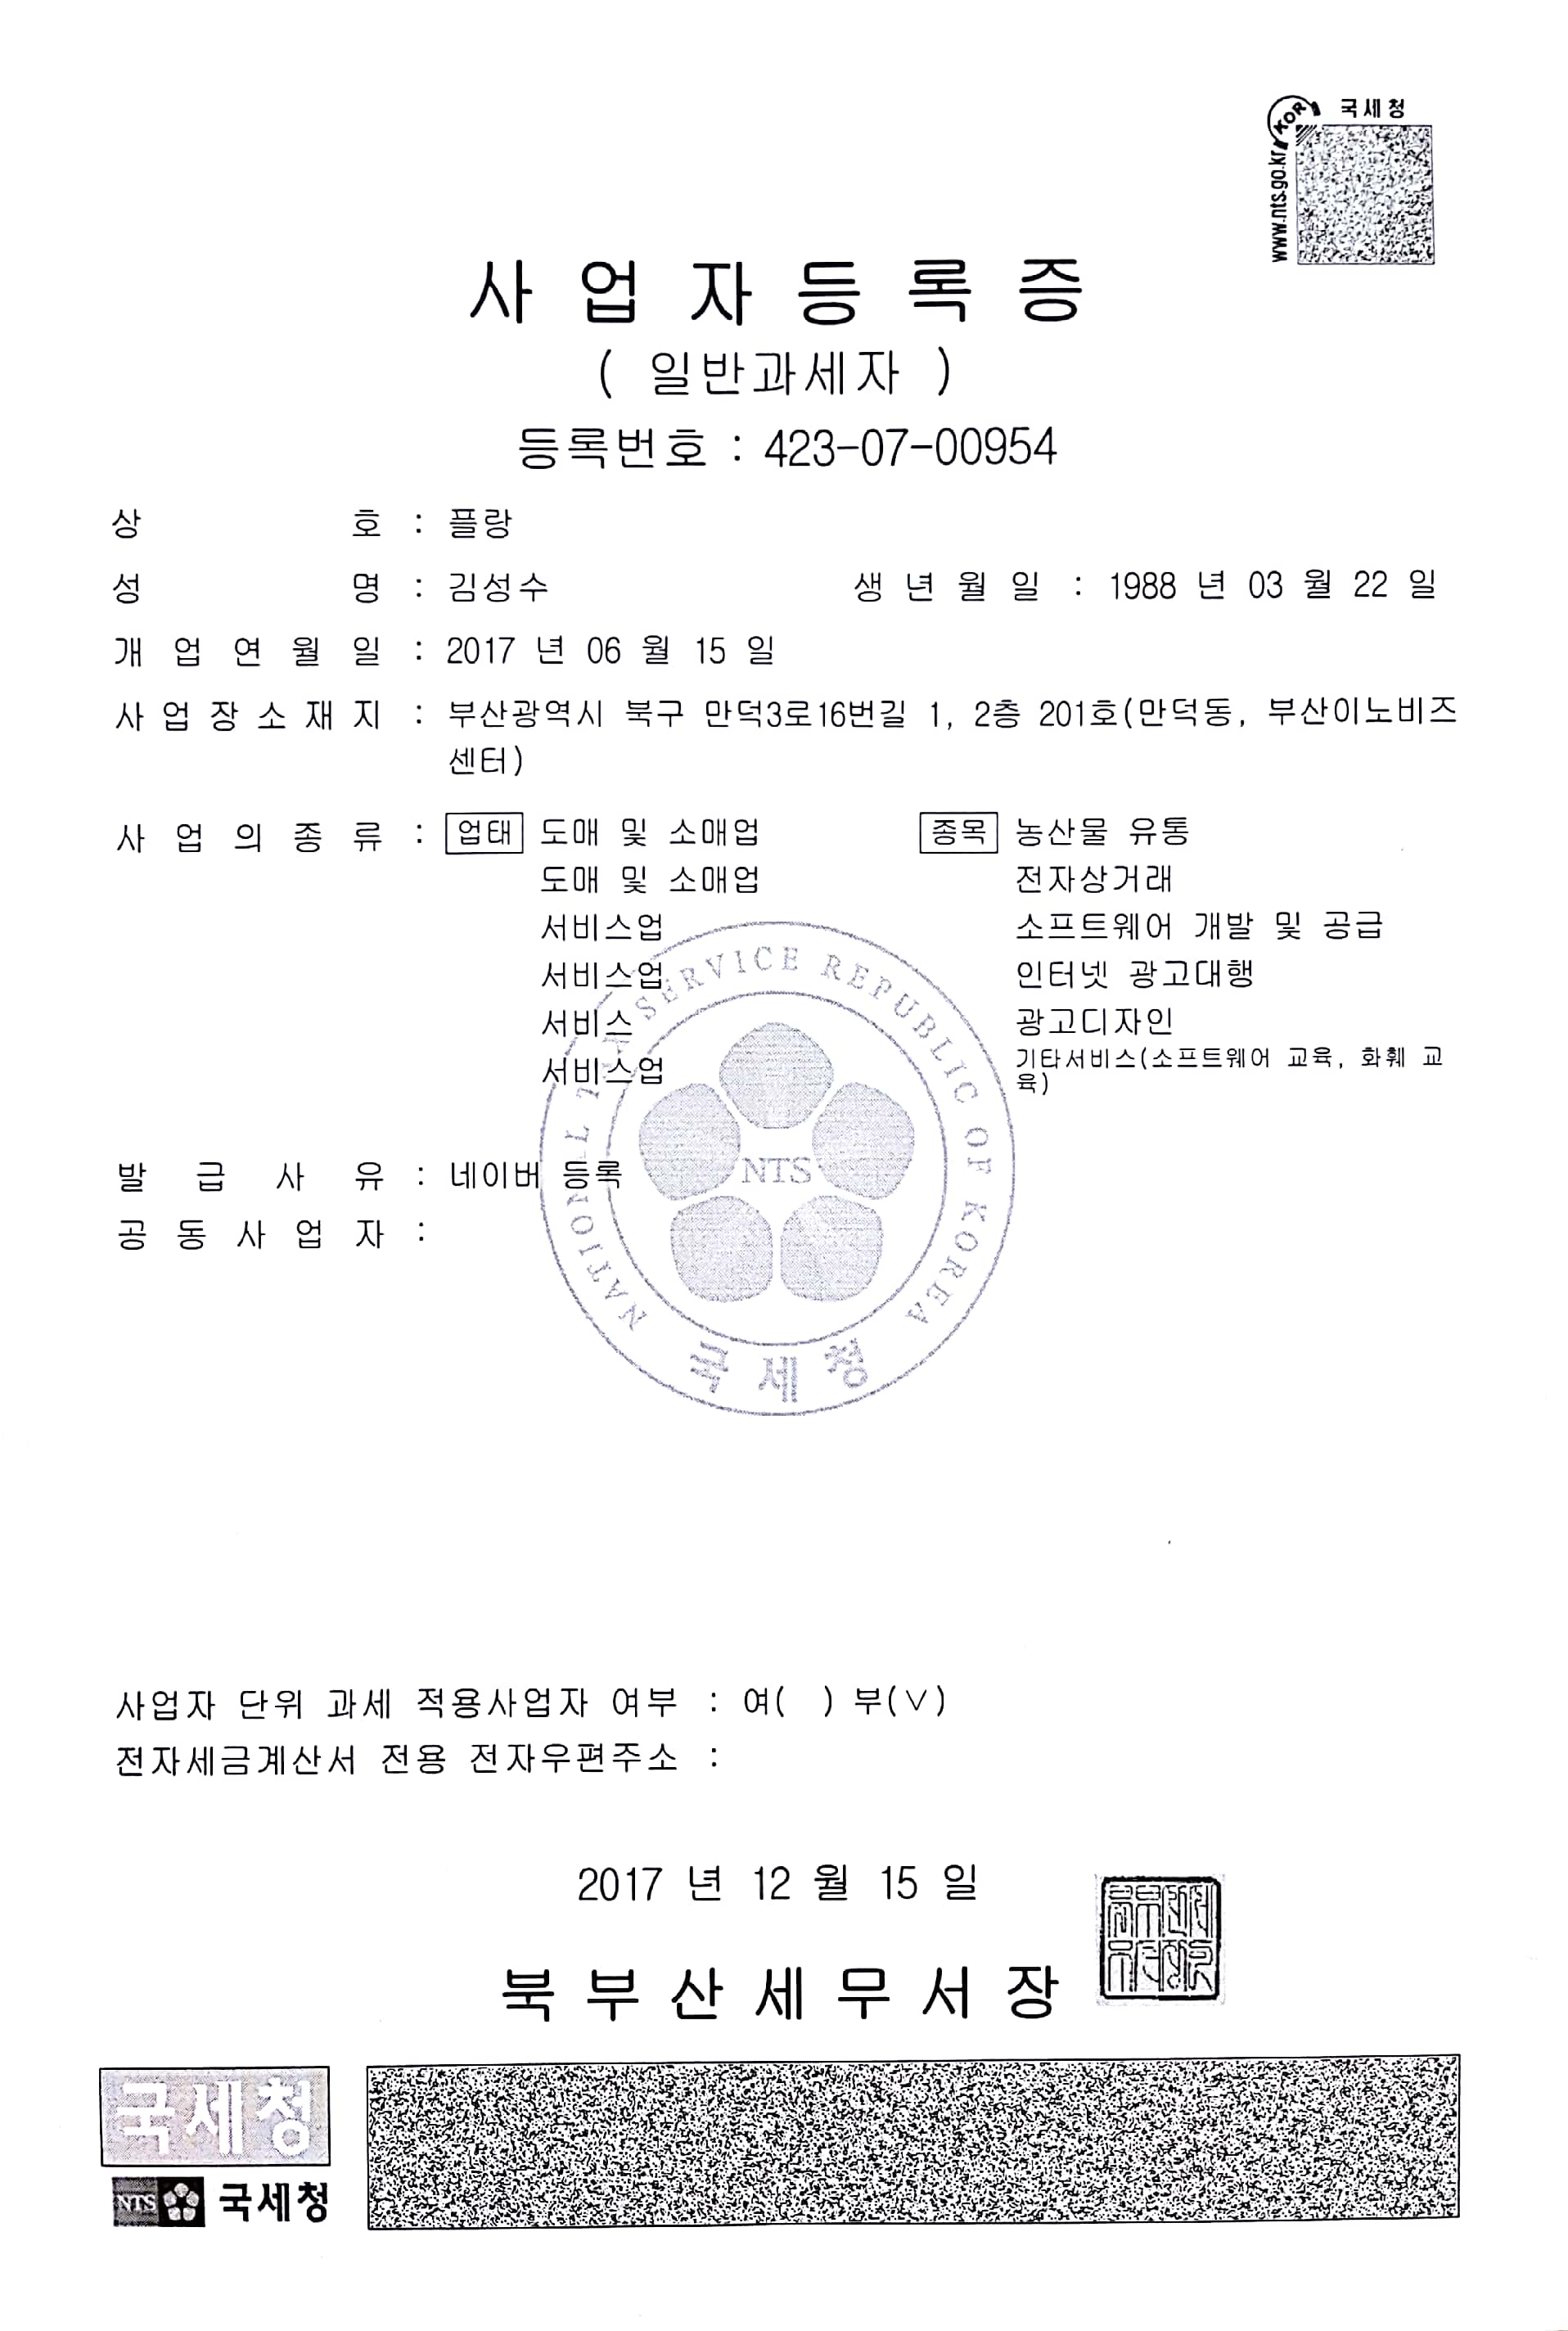 국세청
KOR
www.nts.go.kr
사업자등록증
( 일반과세자 )
등록번호 : 423-07-00954
상 호 : 플랑
성 명 : 김성수 생년월일 : 1988 년 03 월 22 일
개업연월일 : 2017 년 06 월 15 일
사업장소재지 : 부산광역시 북구 만덕3로16번길 1, 2층 201호(만덕동, 부산이노비즈
센터)
사업의종류 : 업태 도매 및 소매업 종목 농산물 유통
도매 및 소매업 전자상거래
서비스업 소프트웨어 개발 및 공급
서비스업 인터넷 광고대행
서비스 광고디자인
서비스업 기타서비스(소프트웨어 교육, 화훼 교
육)
발급사유 : 네이버 등록
공동사업자 :
NATIONAL TAX SERVICE REPUBLIC OF KOREA
NTS
국세청
사업자 단위 과세 적용사업자 여부 : 여( ) 부(∨)
전자세금계산서 전용 전자우편주소 :
2017 년 12 월 15 일
북부산세무서장
국세청
NTS 국세청